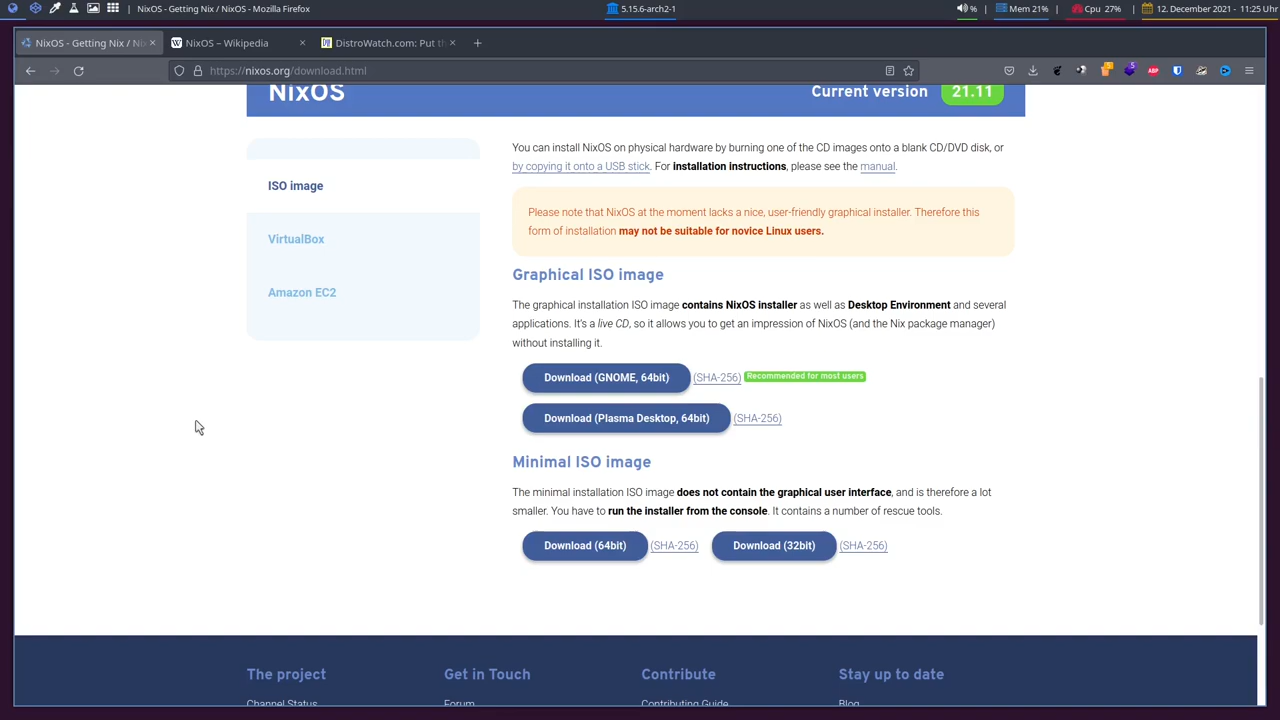 NixOS - Getting Nix / NixOS - Mozilla Firefox
5.15.6-arch2-1
%
Mem 21%
Cpu 27%
12. December 2021 - 11:25 Uhr
NixOS - Getting Nix / Nix
NixOS – Wikipedia
DistroWatch.com: Put th
https://nixos.org/download.html
5
5
ABP
NixOS
Current version
21.11
You can install NixOS on physical hardware by burning one of the CD images onto a blank CD/DVD disk, or
by copying it onto a USB stick. For installation instructions, please see the manual.
ISO image
VirtualBox
Amazon EC2
Please note that NixOS at the moment lacks a nice, user-friendly graphical installer. Therefore this
form of installation may not be suitable for novice Linux users.
Graphical ISO image
The graphical installation ISO image contains NixOS installer as well as Desktop Environment and several
applications. It's a live CD, so it allows you to get an impression of NixOS (and the Nix package manager)
without installing it.
Download (GNOME, 64bit) (SHA-256) Recommended for most users
Download (Plasma Desktop, 64bit) (SHA-256)
Minimal ISO image
The minimal installation ISO image does not contain the graphical user interface, and is therefore a lot
smaller. You have to run the installer from the console. It contains a number of rescue tools.
Download (64bit) (SHA-256) Download (32bit) (SHA-256)
The project
Get in Touch
Contribute
Stay up to date
Channel Status
Forum
Contributing Guide
Blog